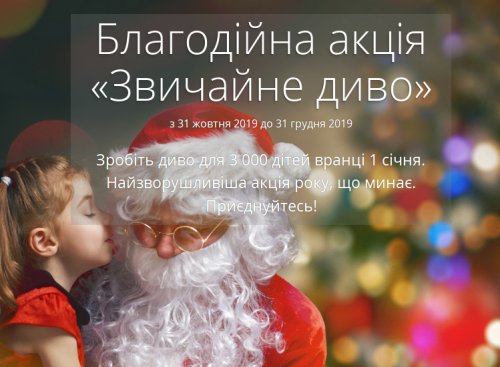 Благодійна акція
«Звичайне диво»
з 31 жовтня 2019 до 31 грудня 2019
Зробіть диво для 3 000 дітей вранці 1 січня.
Найзворушливіша акція року, що минає.
Приєднуйтесь!